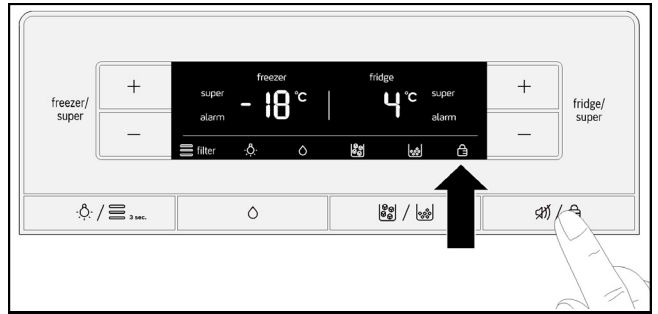 freezer/
super
+
−
freezer
super
alarm
- 18 °C
fridge
4 °C
super
alarm
filter
+
−
fridge/
super
/ 3 sec.
/
/